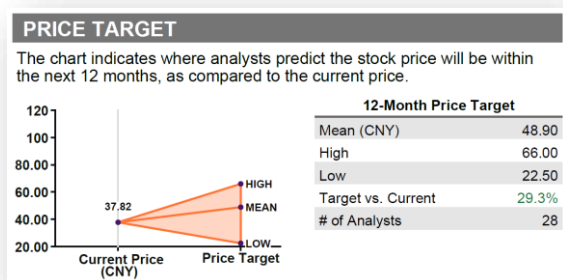 PRICE TARGET
The chart indicates where analysts predict the stock price will be within
the next 12 months, as compared to the current price.
120
100
80.00
60.00
40.00
20.00
37.82
HIGH
MEAN
LOW
Current Price
(CNY)
Price Target
12-Month Price Target
Mean (CNY) 48.90
High 66.00
Low 22.50
Target vs. Current 29.3%
# of Analysts 28